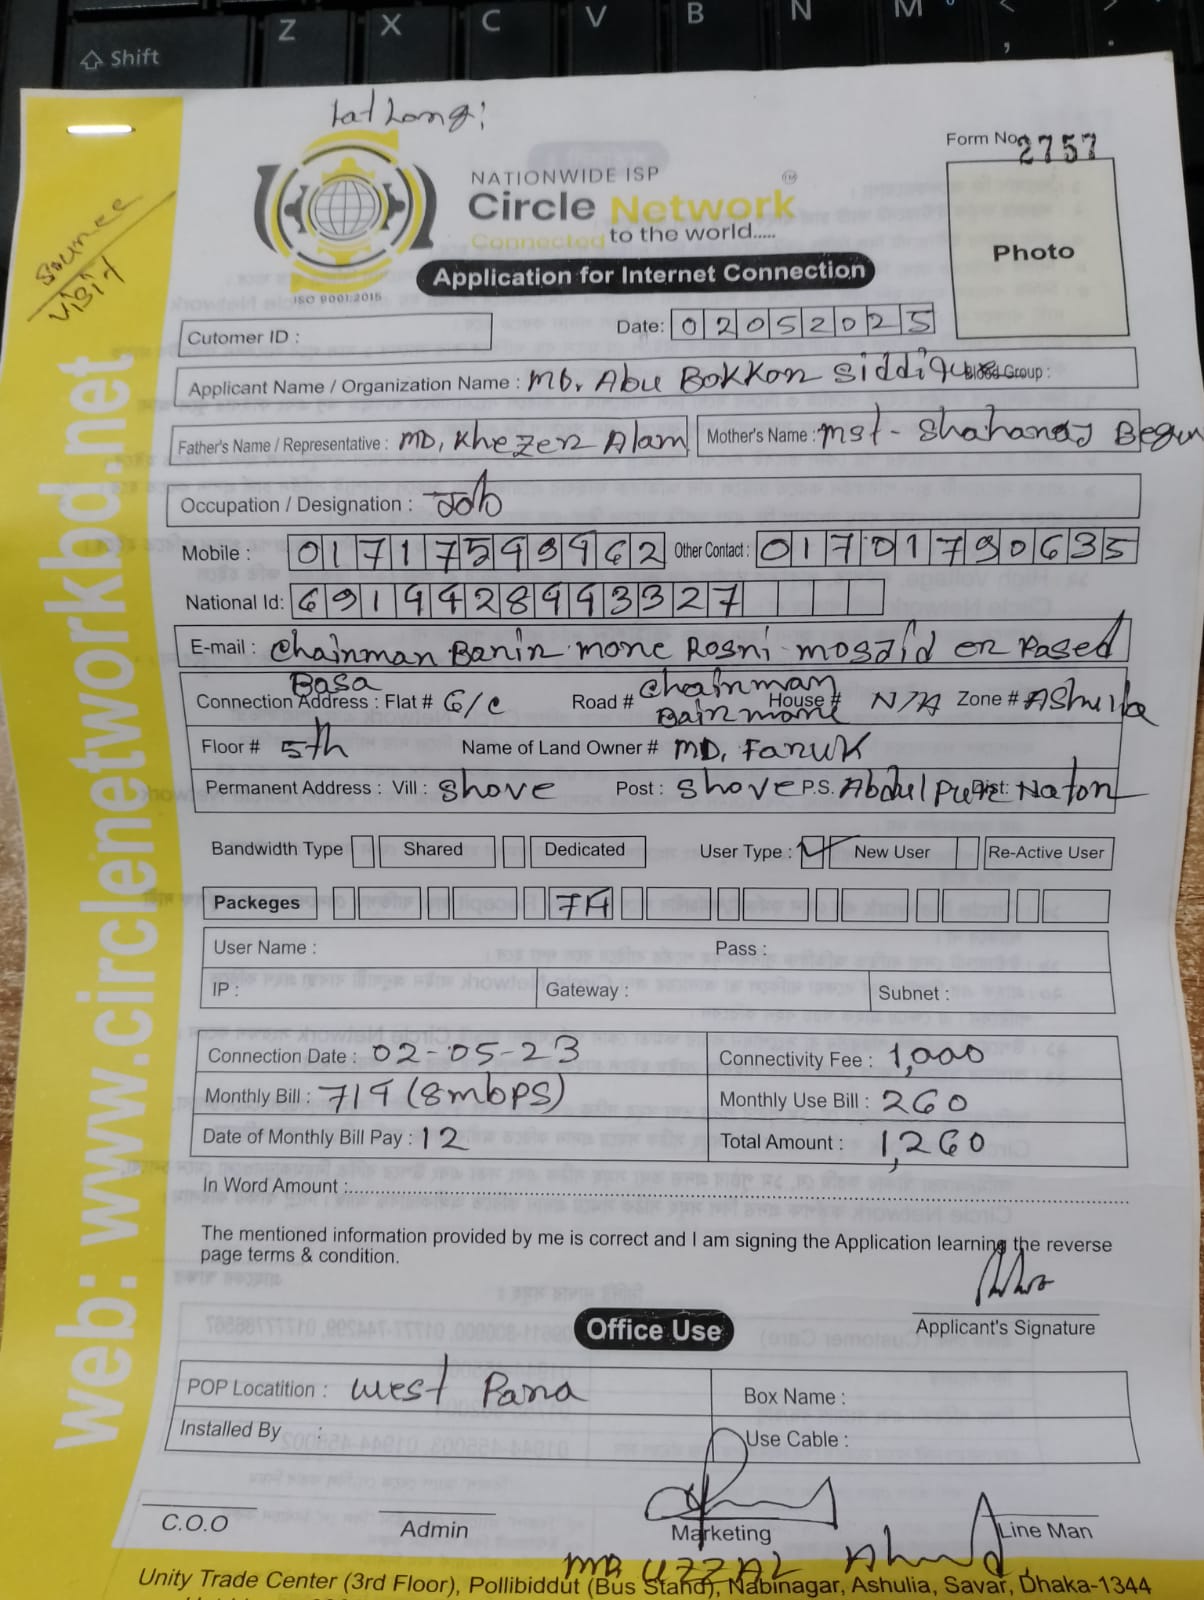 Shift Z X C V B N M
Lat Long:
Form No. 2757
NATIONWIDE ISP
Circle Network
Connected to the world.....
ISO 9001:2015
Application for Internet Connection
Photo
Source
visit
web: www.circlenetworkbd.net
Cutomer ID :
Date: 02052025
Applicant Name / Organization Name : MD. Abu Bokkor Siddique Blood Group :
Father's Name / Representative : MD. Khezer Alam Mother's Name : Mst- Shahanaj Begum
Occupation / Designation : Job
Mobile : 01717599962 Other Contact : 01701790635
National Id: 6919428993327
E-mail : Chairman Barir more Rosni mosjid er Pased
Basa Chairman
Connection Address : Flat # 6/C Road # House # N/A Zone # Ashulia
Floor # 5th Name of Land Owner # MD. Faruk
Permanent Address : Vill : Shove Post : Shove P.S. Abdulpur Dist: Nator
Bandwidth Type Shared Dedicated User Type : ✓ New User Re-Active User
Packeges
User Name : Pass :
IP : Gateway : Subnet :
Connection Date : 02-05-23 Connectivity Fee : 1,000
Monthly Bill : 719 (8mbps) Monthly Use Bill : 260
Date of Monthly Bill Pay : 12 Total Amount : 1,260
In Word Amount :
The mentioned information provided by me is correct and I am signing the Application learning the reverse
page terms & condition.
Applicant's Signature
Office Use
POP Locatition : West Para Box Name :
Installed By : Use Cable :
C.O.O Admin Marketing Line Man
MD UZZAL Ahmed
Unity Trade Center (3rd Floor), Pollibiddut (Bus Stand), Nabinagar, Ashulia, Savar, Dhaka-1344